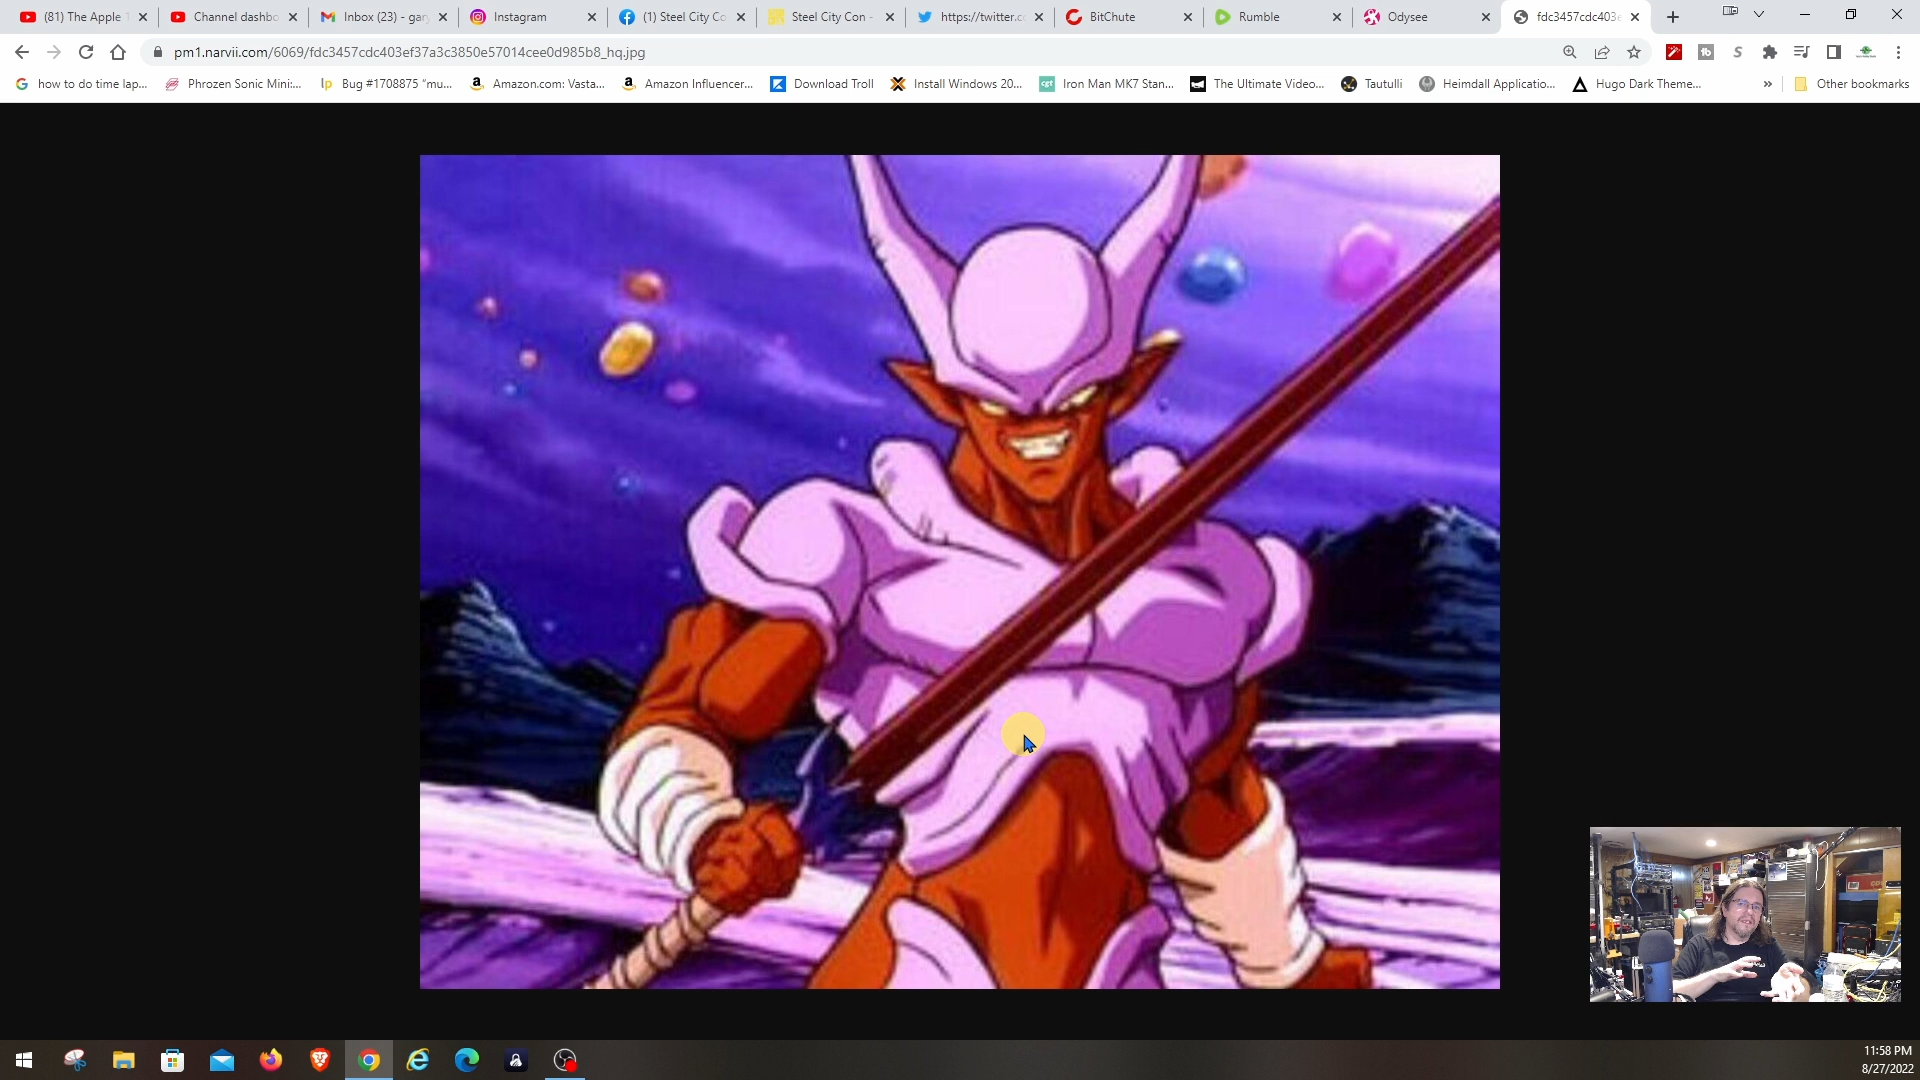 (81) The Apple
Channel dashbo
Inbox (23) - gar
Instagram
(1) Steel City Co
Steel City Con -
https://twitter.c
BitChute
Rumble
Odysee
fdc3457cdc403e
pm1.narvii.com/6069/fdc3457cdc403ef37a3c3850e57014cee0d985b8_hq.jpg
how to do time lap...
Phrozen Sonic Mini:...
Bug #1708875 "mu...
Amazon.com: Vasta...
Amazon Influencer...
Download Troll
Install Windows 20...
Iron Man MK7 Stan...
The Ultimate Video...
Tautulli
Heimdall Applicatio...
Hugo Dark Theme...
»
Other bookmarks
11:58 PM
8/27/2022